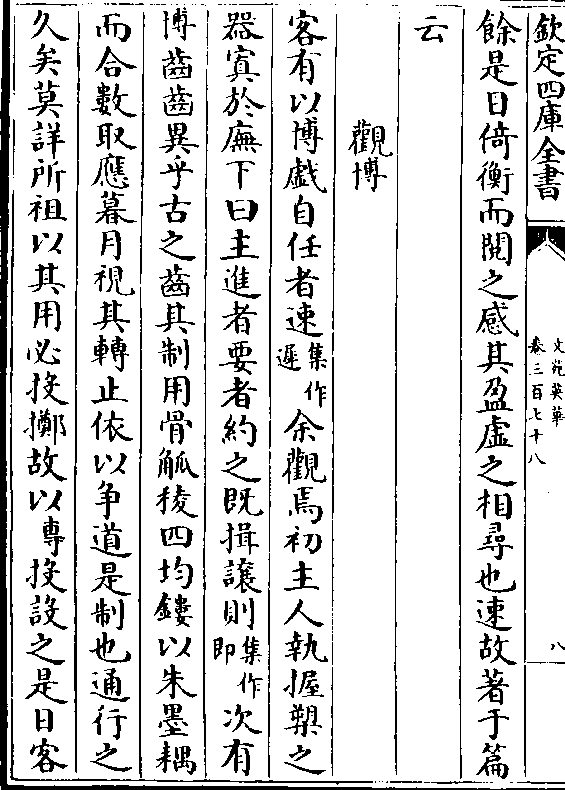 欽定四庫全書
文苑英華
卷三百七十八
八
餘是日倚衡而閱之感其盈虛之相尋也速故著于篇
云
觀博
客有以博戲自任者速集作遲余觀焉初主人執握槊之
器寘於廡下曰主進者要者約之既揖讓則集作即次有
博齒齒異乎古之齒其制用骨觚稜四均鏤以朱墨耦
而合數取應期月視其轉止依以争道是制也通行之
久矣莫詳所祖以其用必投擲故以博投設之是日客